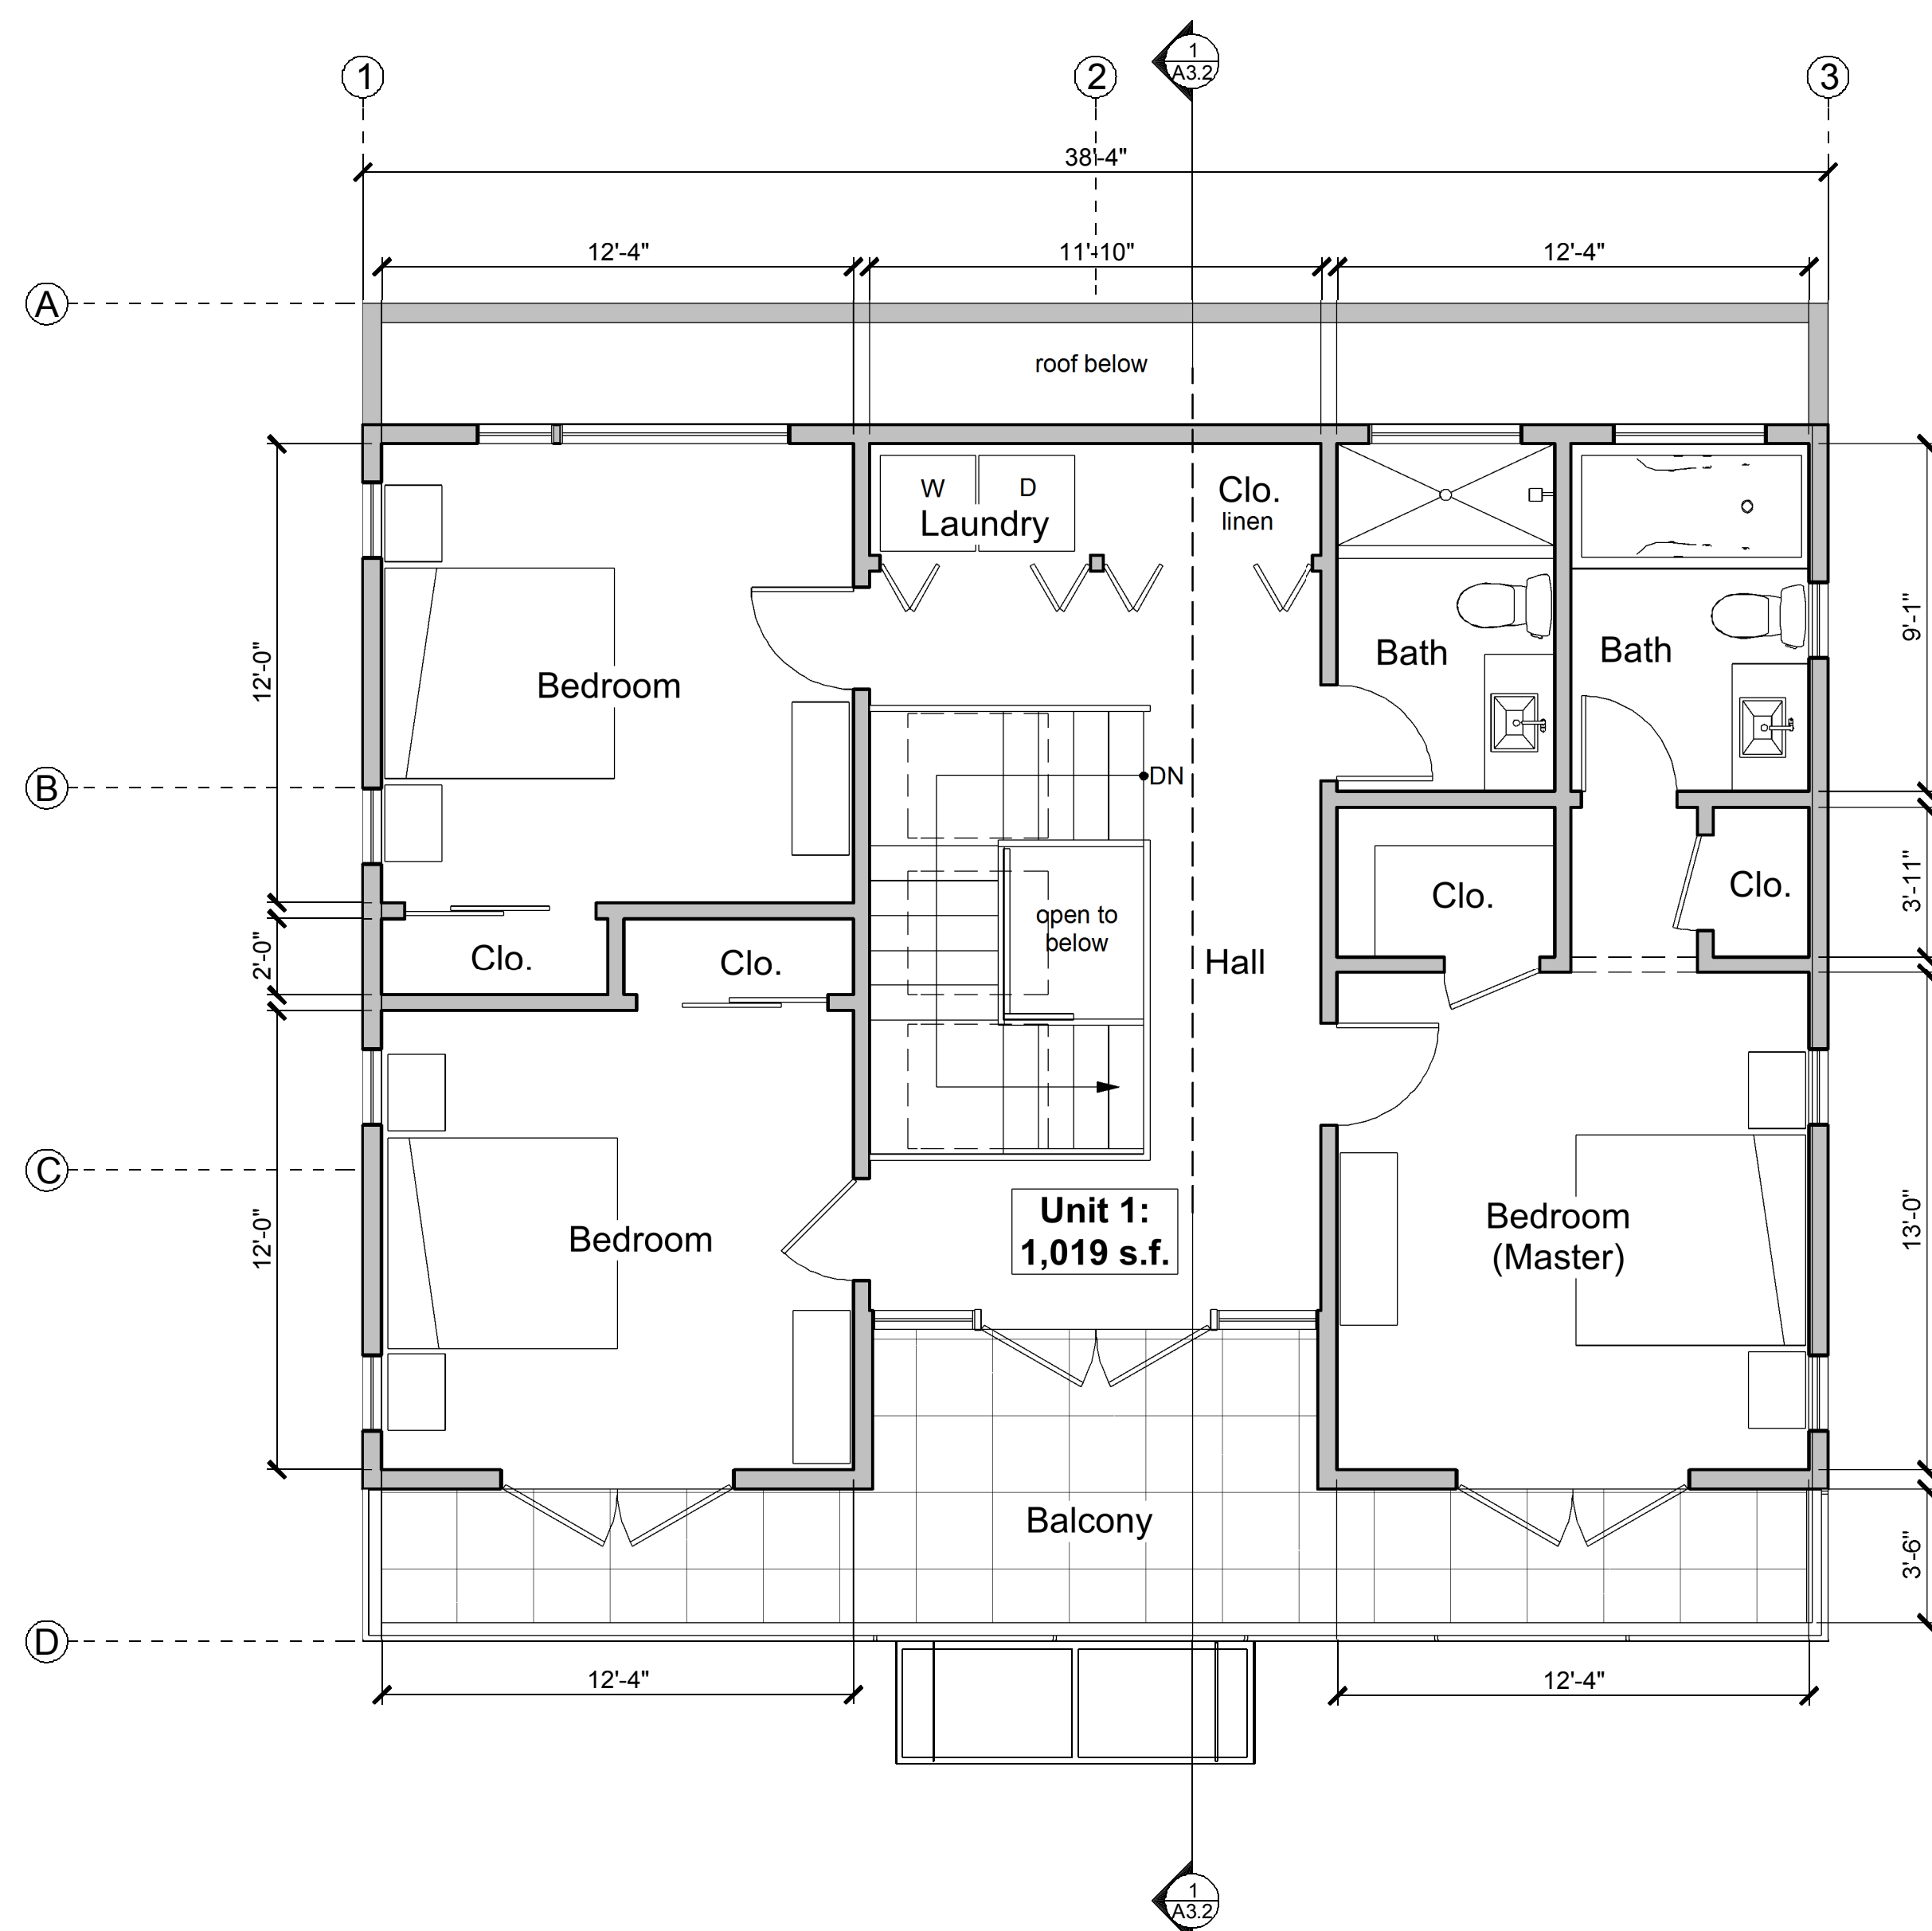 1
A3.2
1
2
3
38'-4"
12'-4"
11'-10"
12'-4"
A
roof below
W
D
Laundry
Clo.
linen
9'-1"
Bath
Bath
12'-0"
Bedroom
B
DN
3'-11"
Clo.
Clo.
open to
below
2'-0"
Clo.
Clo.
Hall
C
12'-0"
Bedroom
Unit 1:
1,019 s.f.
Bedroom
(Master)
13'-0"
Balcony
3'-6"
D
12'-4"
12'-4"
1
A3.2